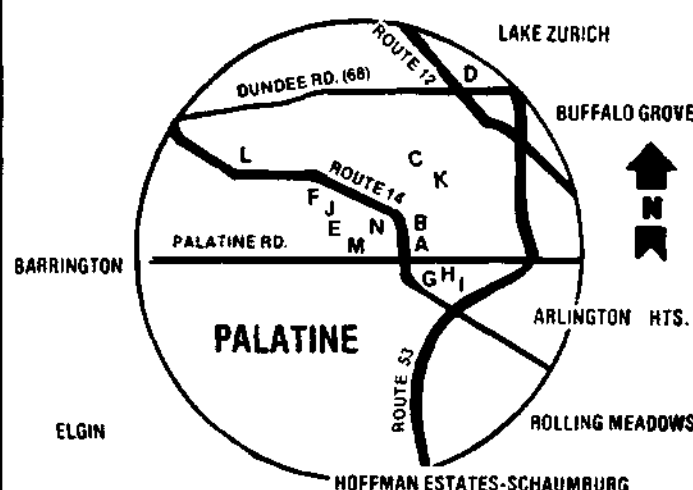 LAKE ZURICH
ROUTE 12
D
DUNDEE RD. (68)
BUFFALO GROVE
L
C
K
ROUTE 14
F
J
E
N
B
N
M
A
PALATINE RD.
BARRINGTON
G H I
ARLINGTON HTS.
PALATINE
ROUTE 53
ELGIN
ROLLING MEADOWS
HOFFMAN ESTATES-SCHAUMBURG